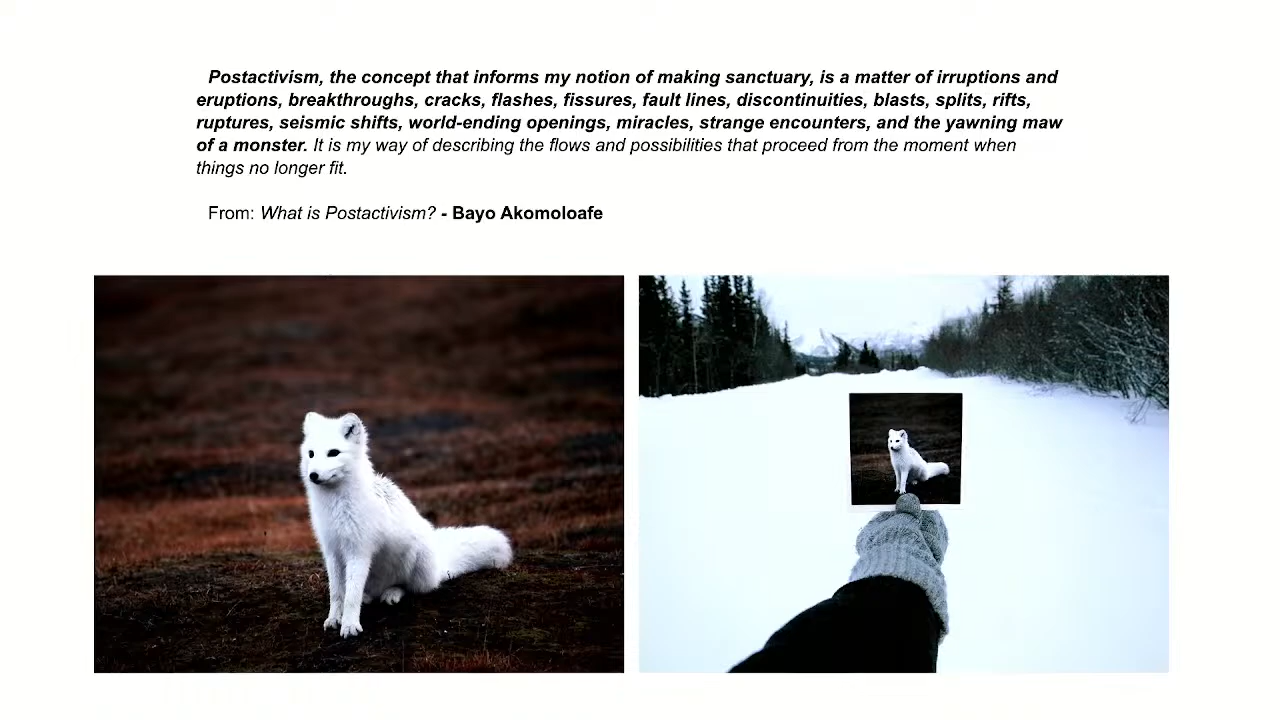 Postactivism, the concept that informs my notion of making sanctuary, is a matter of irruptions and
eruptions, breakthroughs, cracks, flashes, fissures, fault lines, discontinuities, blasts, splits, rifts,
ruptures, seismic shifts, world-ending openings, miracles, strange encounters, and the yawning maw
of a monster. It is my way of describing the flows and possibilities that proceed from the moment when
things no longer fit.
From: What is Postactivism? - Bayo Akomoloafe